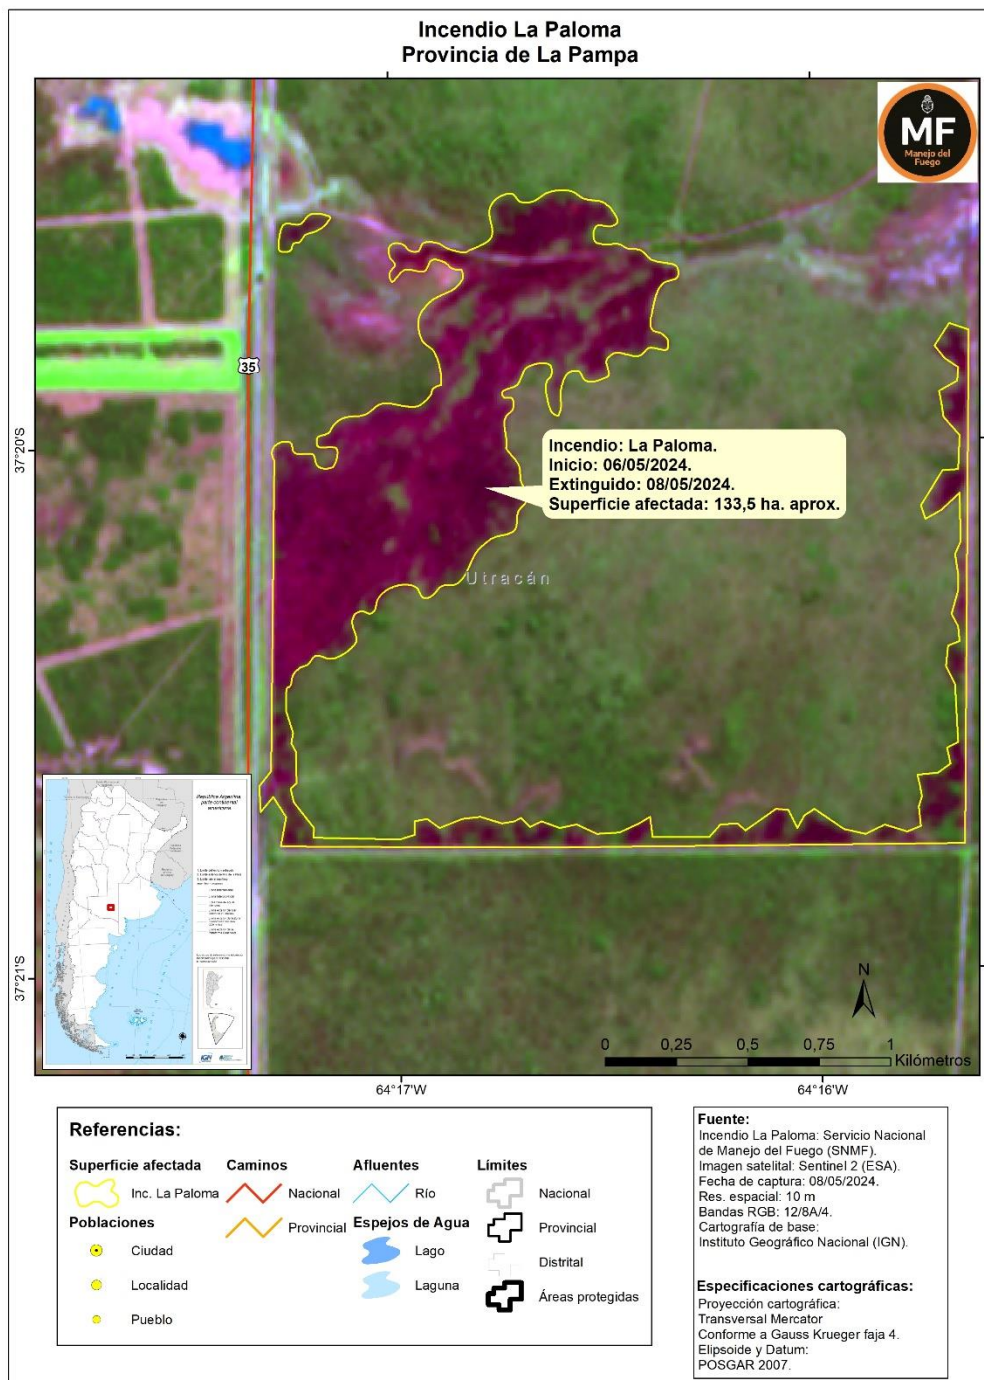 Incendio La Paloma
Provincia de La Pampa
MF
Manejo del
Fuego
35
37°20'S
Incendio: La Paloma.
Inicio: 06/05/2024.
Extinguido: 08/05/2024.
Superficie afectada: 133,5 ha. aprox.
Utracán
República Argentina
parte continental
americana
37°21'S
N
0 0,25 0,5 0,75 1
Kilómetros
64°17'W
64°16'W
Referencias:
Superficie afectada
Inc. La Paloma
Poblaciones
Ciudad
Localidad
Pueblo
Caminos
Nacional
Provincial
Afluentes
Río
Espejos de Agua
Lago
Laguna
Límites
Nacional
Provincial
Distrital
Áreas protegidas
Fuente:
Incendio La Paloma: Servicio Nacional
de Manejo del Fuego (SNMF).
Imagen satelital: Sentinel 2 (ESA).
Fecha de captura: 08/05/2024.
Res. espacial: 10 m
Bandas RGB: 12/8A/4.
Cartografía de base:
Instituto Geográfico Nacional (IGN).
Especificaciones cartográficas:
Proyección cartográfica:
Transversal Mercator
Conforme a Gauss Krueger faja 4.
Elipsoide y Datum:
POSGAR 2007.